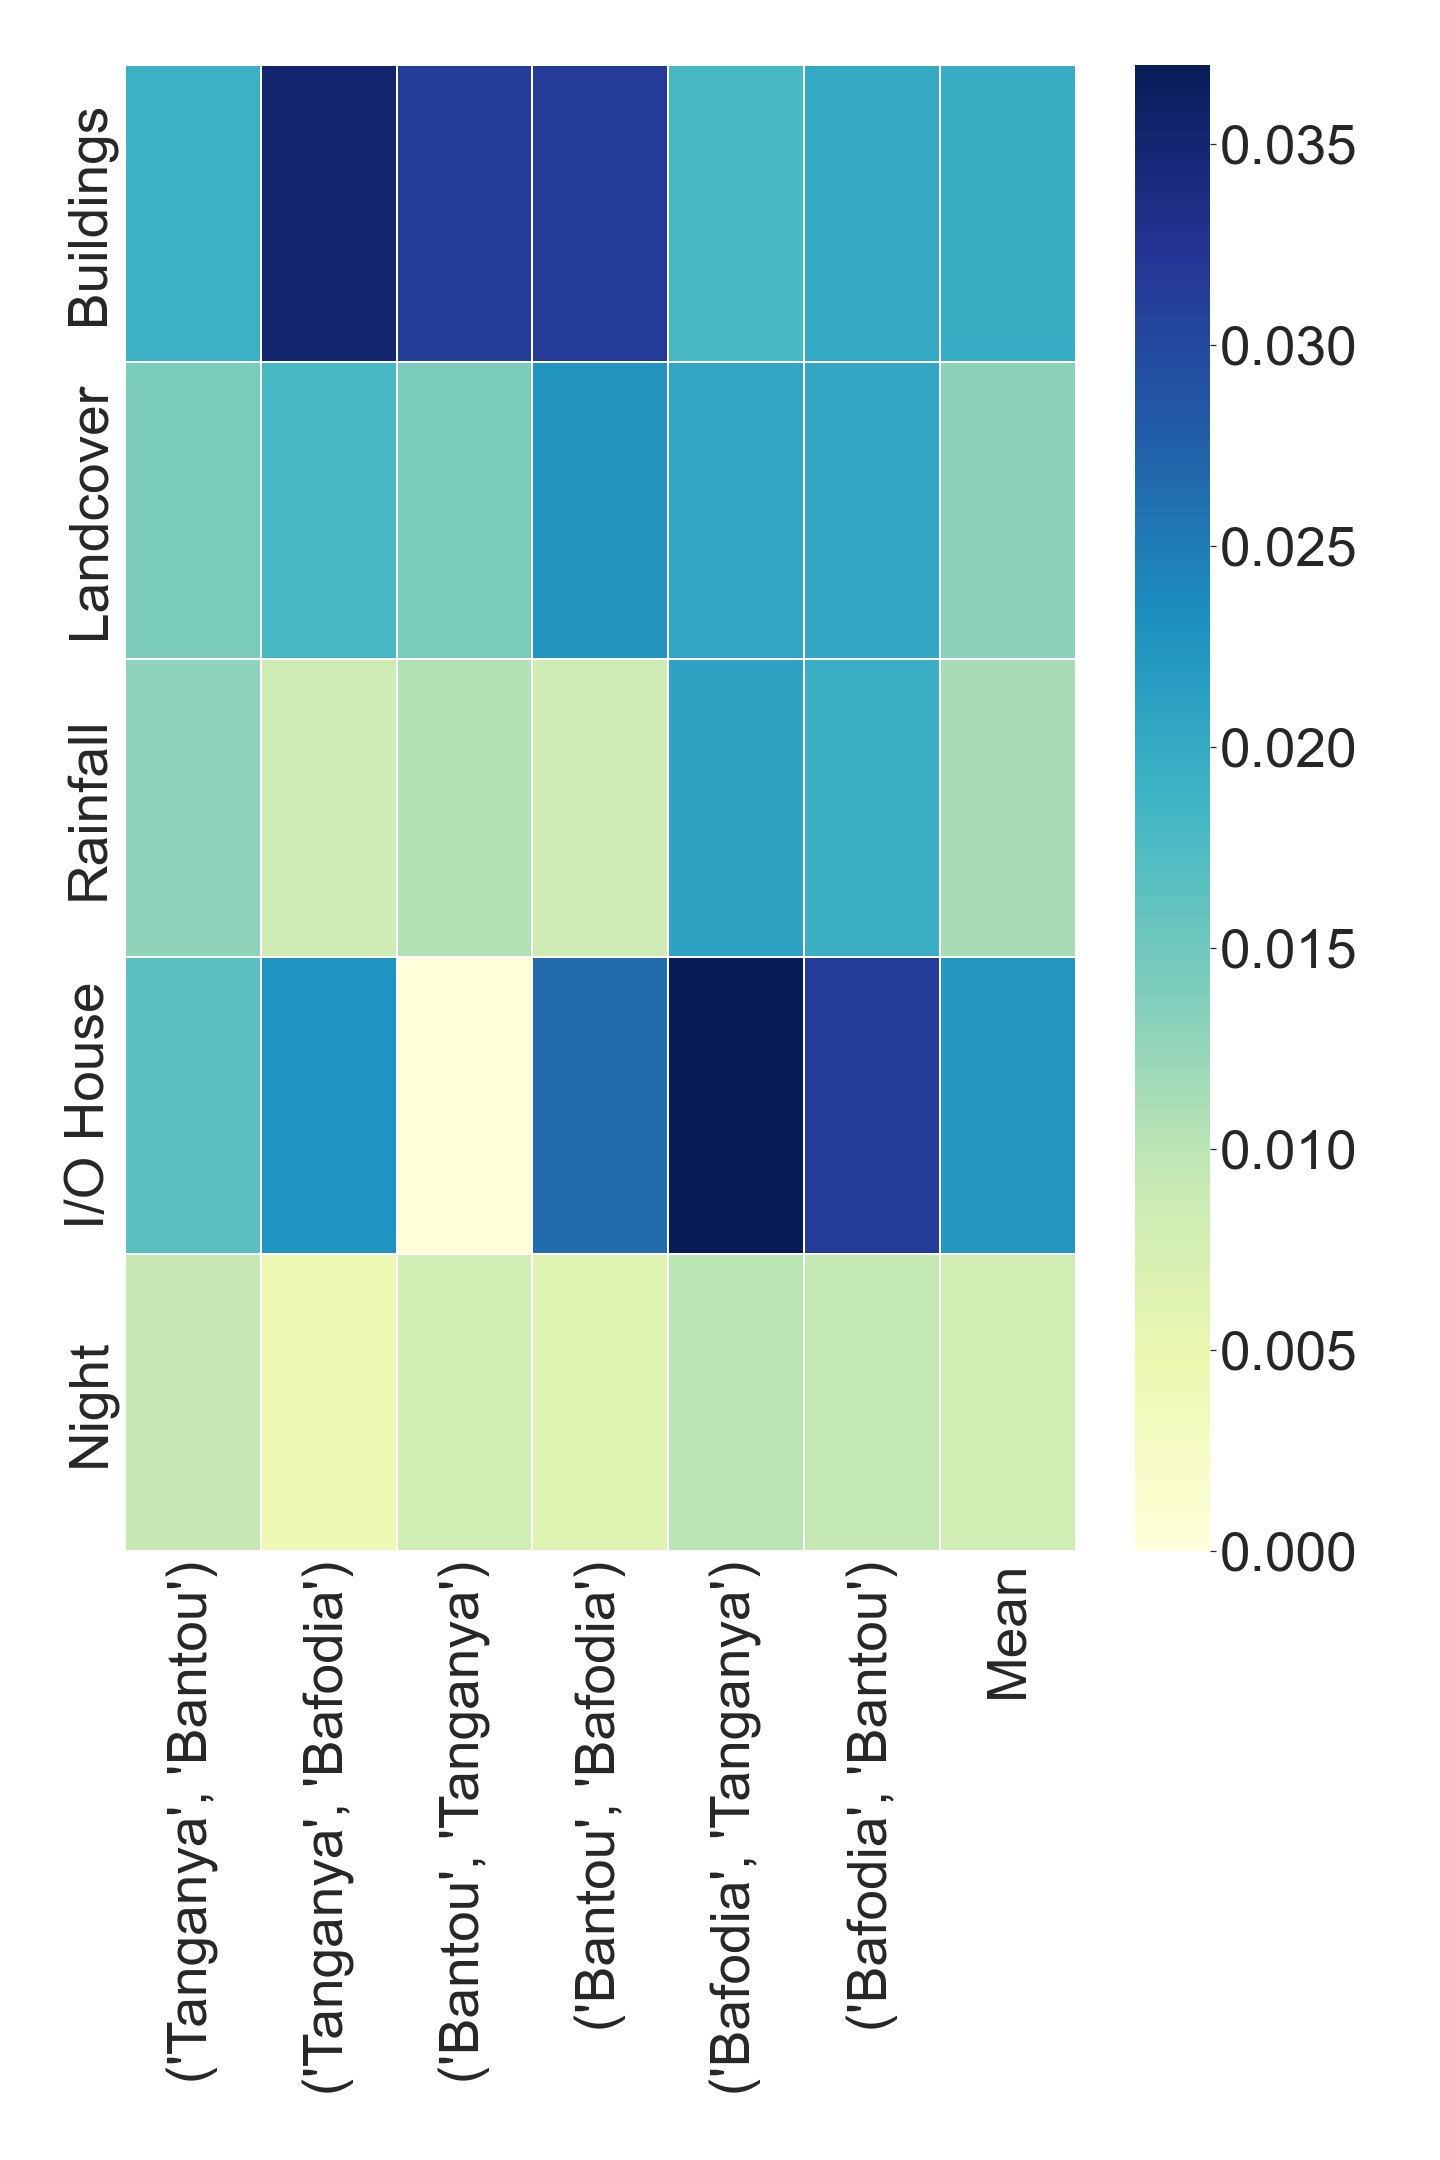 Buildings
Landcover
Rainfall
I/O House
Night
('Tanganya', 'Bantou')
('Tanganya', 'Bafodia')
('Bantou', 'Tanganya')
('Bantou', 'Bafodia')
('Bafodia', 'Tanganya')
('Bafodia', 'Bantou')
Mean
0.035
0.030
0.025
0.020
0.015
0.010
0.005
0.000